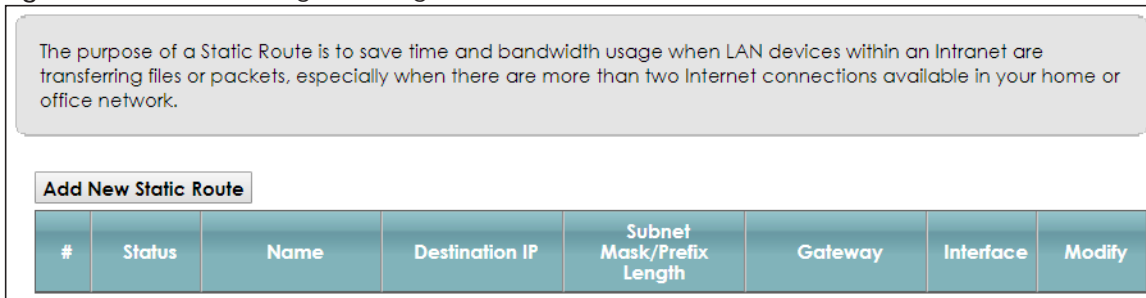 The purpose of a Static Route is to save time and bandwidth usage when LAN devices within an Intranet are
transferring files or packets, especially when there are more than two Internet connections available in your home or
office network.
Add New Static Route
# Status Name Destination IP Subnet Mask/Prefix Length Gateway Interface Modify